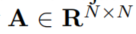 𝐀 ∈ 𝐑^{Ñ×N}